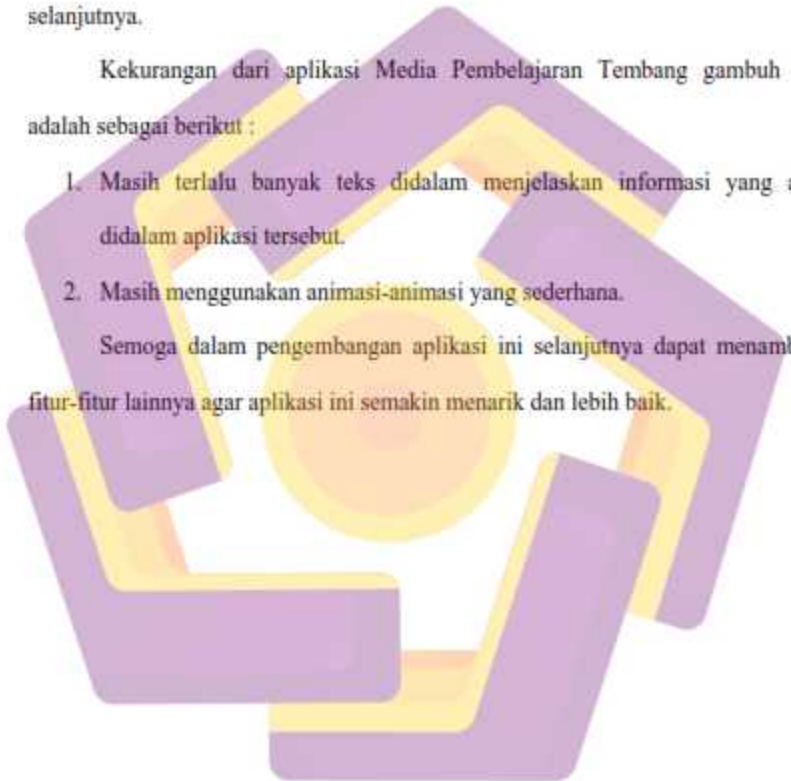 selanjutnya.
Kekurangan dari aplikasi Media Pembelajaran Tembang gambuh
adalah sebagai berikut :
1. Masih terlalu banyak teks didalam menjelaskan informasi yang
didalam aplikasi tersebut.
2. Masih menggunakan animasi-animasi yang sederhana.
Semoga dalam pengembangan aplikasi ini selanjutnya dapat
fitur-fitur lainnya agar aplikasi ini semakin menarik dan lebih baik.